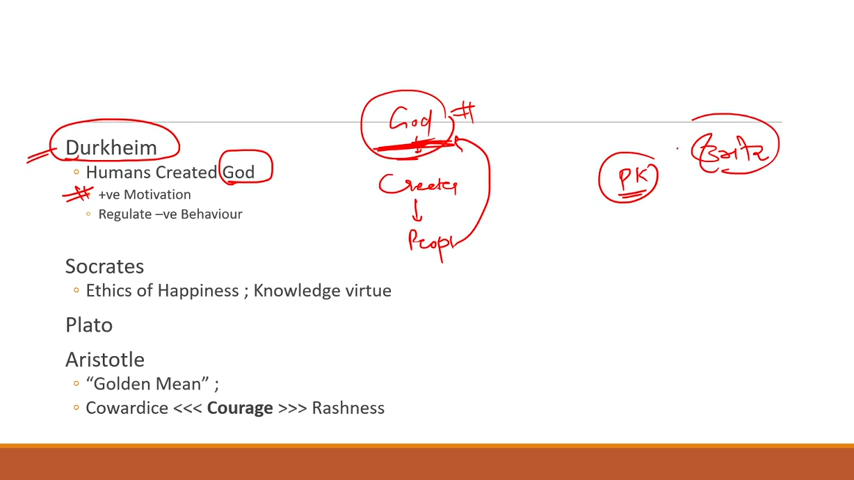 Durkheim
Humans Created God
+ve Motivation
Regulate –ve Behaviour
Socrates
Ethics of Happiness ; Knowledge virtue
Plato
Aristotle
“Golden Mean” ;
Cowardice <<< Courage >>> Rashness
God #
↓
People
PK